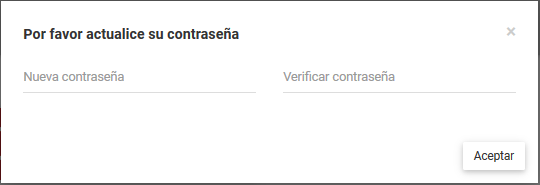 Por favor actualice su contraseña
×
Nueva contraseña
Verificar contraseña
Aceptar